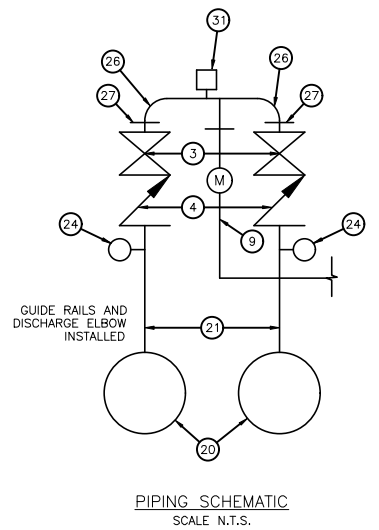 31
26
26
27
27
3
M
4
24
24
9
GUIDE RAILS AND
DISCHARGE ELBOW
INSTALLED
21
20
PIPING SCHEMATIC
SCALE N.T.S.